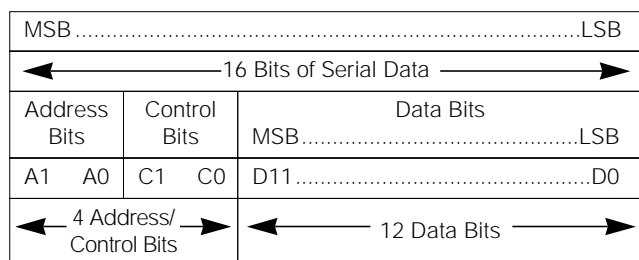 MSB..............................................................................LSB
16 Bits of Serial Data
Address Bits
Control Bits
Data Bits
MSB...........................................LSB
A1 A0 C1 C0 D11....................................................D0
4 Address/
Control Bits
12 Data Bits